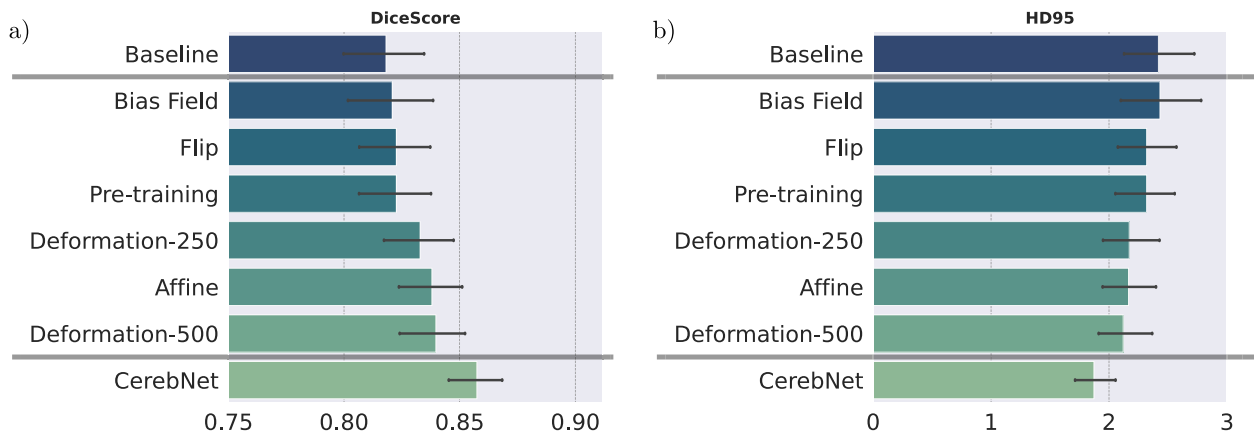 a)
DiceScore
Baseline
Bias Field
Flip
Pre-training
Deformation-250
Affine
Deformation-500
CerebNet
0.75 0.80 0.85 0.90
b)
HD95
Baseline
Bias Field
Flip
Pre-training
Deformation-250
Affine
Deformation-500
CerebNet
0 1 2 3